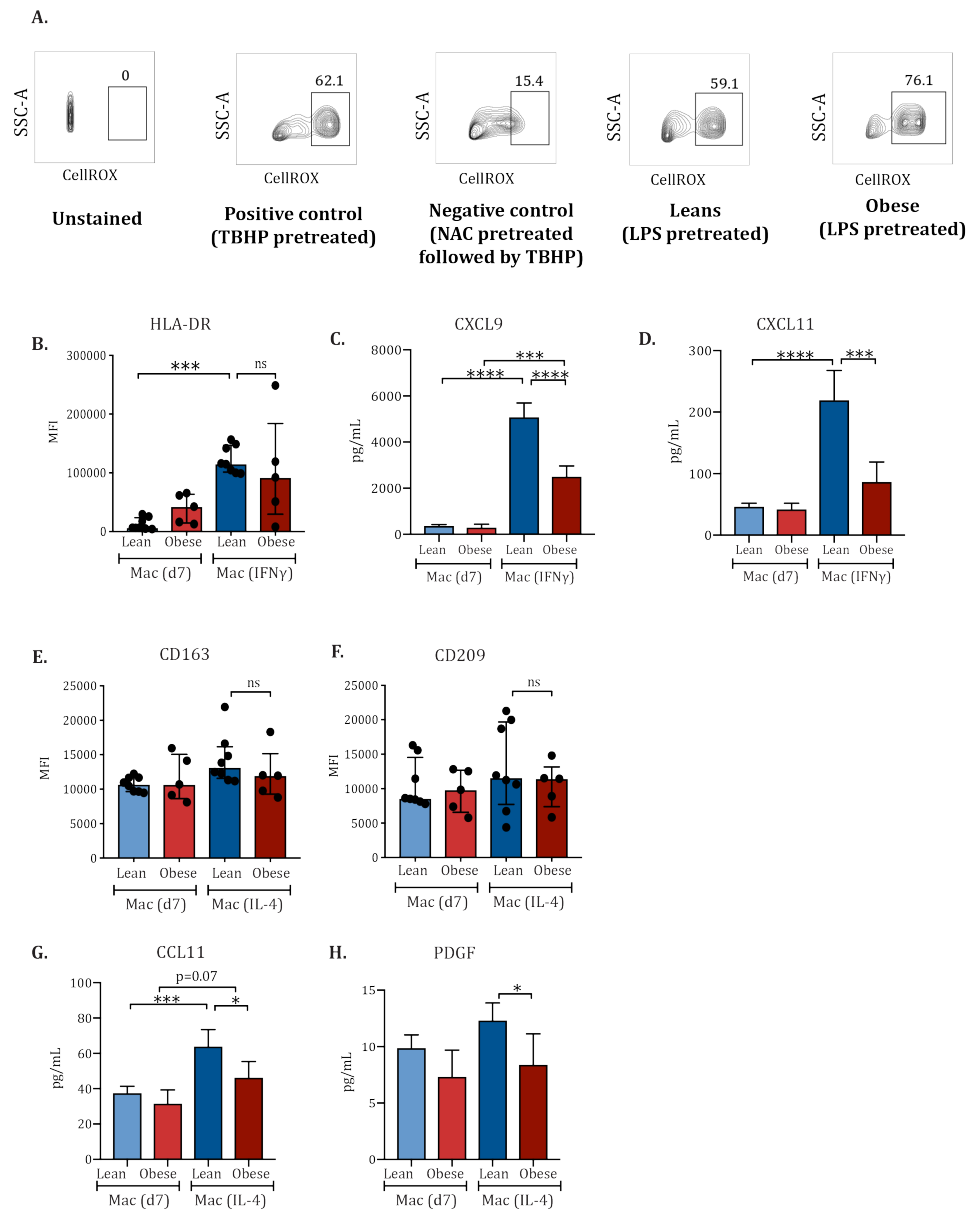 A.
0
SSC-A
CellROX
Unstained
62.1
SSC-A
CellROX
Positive control
(TBHP pretreated)
15.4
SSC-A
CellROX
Negative control
(NAC pretreated
followed by TBHP)
59.1
SSC-A
CellROX
Leans
(LPS pretreated)
76.1
SSC-A
CellROX
Obese
(LPS pretreated)
B.
HLA-DR
300000
200000
100000
0
MFI
*** ns
Lean Obese Lean Obese
Mac (d7) Mac (IFNγ)
C.
CXCL9
8000
6000
4000
2000
0
pg/mL
***
**** ****
Lean Obese Lean Obese
Mac (d7) Mac (IFNγ)
D.
CXCL11
300
200
100
0
pg/mL
**** ***
Lean Obese Lean Obese
Mac (d7) Mac (IFNγ)
E.
CD163
25000
20000
15000
10000
5000
0
MFI
ns
Lean Obese Lean Obese
Mac (d7) Mac (IL-4)
F.
CD209
25000
20000
15000
10000
5000
0
MFI
ns
Lean Obese Lean Obese
Mac (d7) Mac (IL-4)
G.
CCL11
100
80
60
40
20
0
pg/mL
p=0.07
*** *
Lean Obese Lean Obese
Mac (d7) Mac (IL-4)
H.
PDGF
15
10
5
0
pg/mL
*
Lean Obese Lean Obese
Mac (d7) Mac (IL-4)